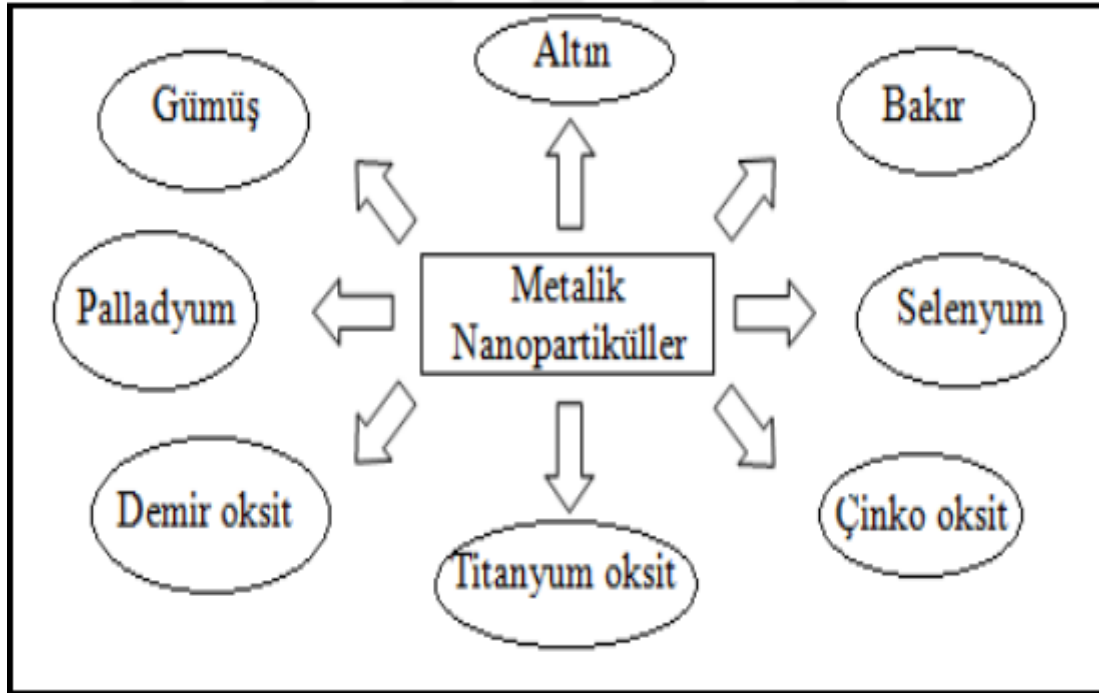 Altın
Gümüş
Bakır
Metalik
Nanopartiküller
Palladyum
Selenyum
Demir oksit
Çinko oksit
Titanyum oksit